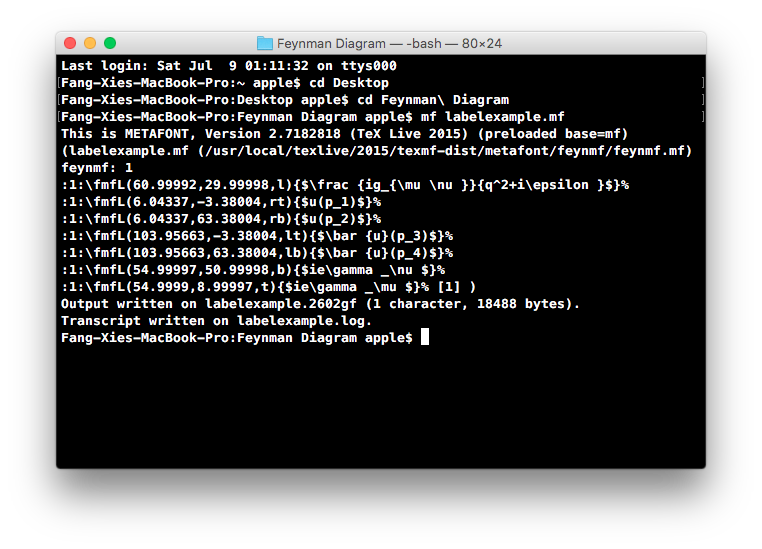 Feynman Diagram — -bash — 80×24
Last login: Sat Jul  9 01:11:32 on ttys000
[Fang-Xies-MacBook-Pro:~ apple$ cd Desktop ]
[Fang-Xies-MacBook-Pro:Desktop apple$ cd Feynman\ Diagram ]
[Fang-Xies-MacBook-Pro:Feynman Diagram apple$ mf labelexample.mf ]
This is METAFONT, Version 2.7182818 (TeX Live 2015) (preloaded base=mf)
(labelexample.mf (/usr/local/texlive/2015/texmf-dist/metafont/feynmf/feynmf.mf)
feynmf: 1
:1:\fmfL(60.99992,29.99998,l){$\frac {ig_{\mu \nu }}{q^2+i\epsilon }$}%
:1:\fmfL(6.04337,-3.38004,rt){$u(p_1)$}%
:1:\fmfL(6.04337,63.38004,rb){$u(p_2)$}%
:1:\fmfL(103.95663,-3.38004,lt){$\bar {u}(p_3)$}%
:1:\fmfL(103.95663,63.38004,lb){$\bar {u}(p_4)$}%
:1:\fmfL(54.99997,50.99998,b){$ie\gamma _\nu $}%
:1:\fmfL(54.9999,8.99997,t){$ie\gamma _\mu $}% [1] )
Output written on labelexample.2602gf (1 character, 18488 bytes).
Transcript written on labelexample.log.
Fang-Xies-MacBook-Pro:Feynman Diagram apple$